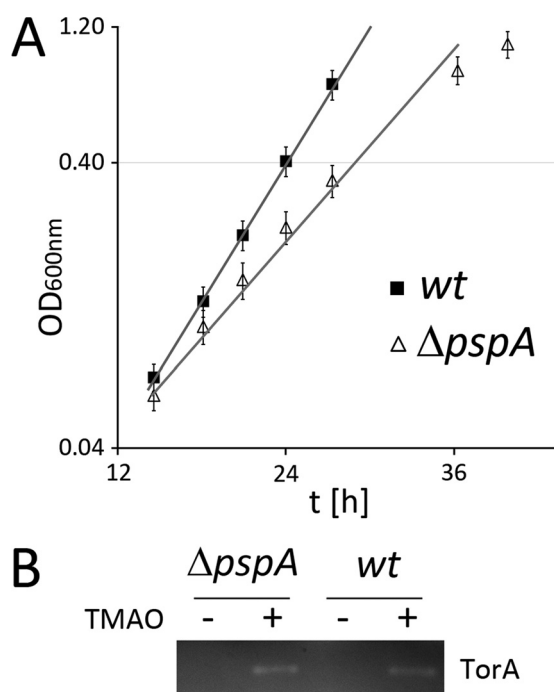 A
1.20
0.40
0.04
OD600nm
wt
ΔpspA
12 24 36
t [h]
B
ΔpspA wt
TMAO - + - +
TorA